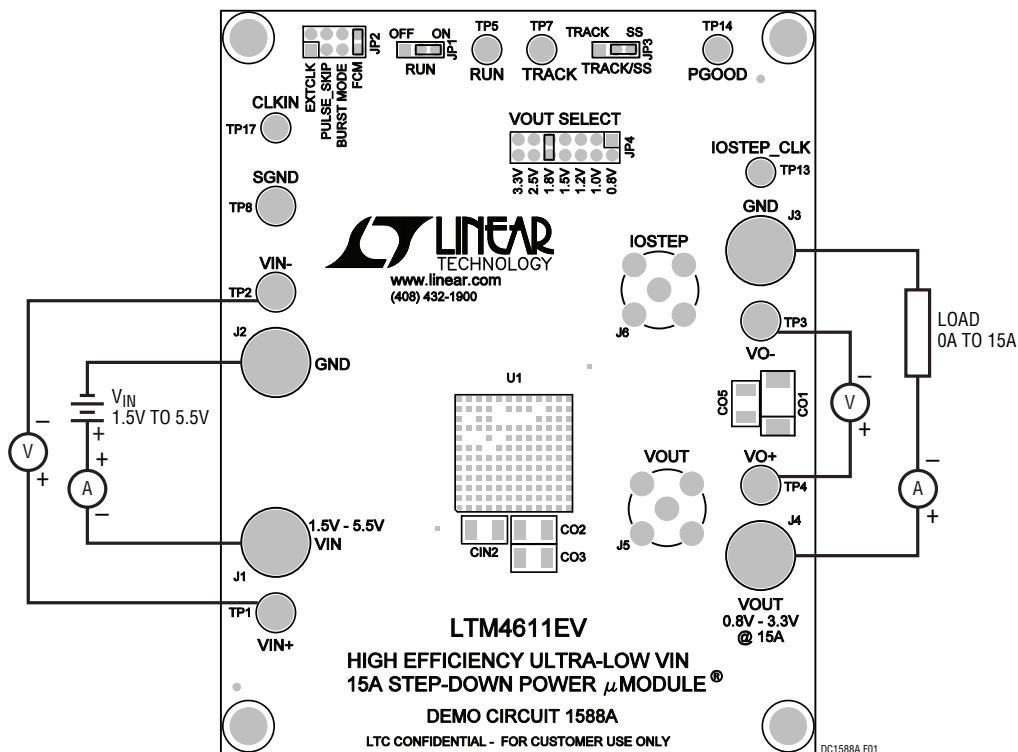 OFF ON
JP1
RUN
JP2
EXTCLK
PULSE_SKIP
BURST MODE
FCM
TP5
RUN
TP7
TRACK
TRACK SS
JP3
TRACK/SS
TP14
PGOOD
CLKIN
TP17
SGND
TP8
VOUT SELECT
JP4
3.3V
2.5V
1.8V
1.5V
1.2V
1.0V
0.8V
IOSTEP_CLK
TP13
GND
J3
LINEAR
TECHNOLOGY
www.linear.com
(408) 432-1900
IOSTEP
J6
VIN-
TP2
J2
GND
VIN
1.5V TO 5.5V
–
+
V
–
+
A
+
–
1.5V - 5.5V
VIN
J1
TP1
VIN+
U1
CIN2
CO2
CO3
TP3
VO-
CO5
CO1
VO+
TP4
VOUT
J5
J4
VOUT
0.8V - 3.3V
@ 15A
–
V
+
LOAD
0A TO 15A
–
A
+
LTM4611EV
HIGH EFFICIENCY ULTRA-LOW VIN
15A STEP-DOWN POWER μMODULE®
DEMO CIRCUIT 1588A
LTC CONFIDENTIAL - FOR CUSTOMER USE ONLY
DC1588A F01